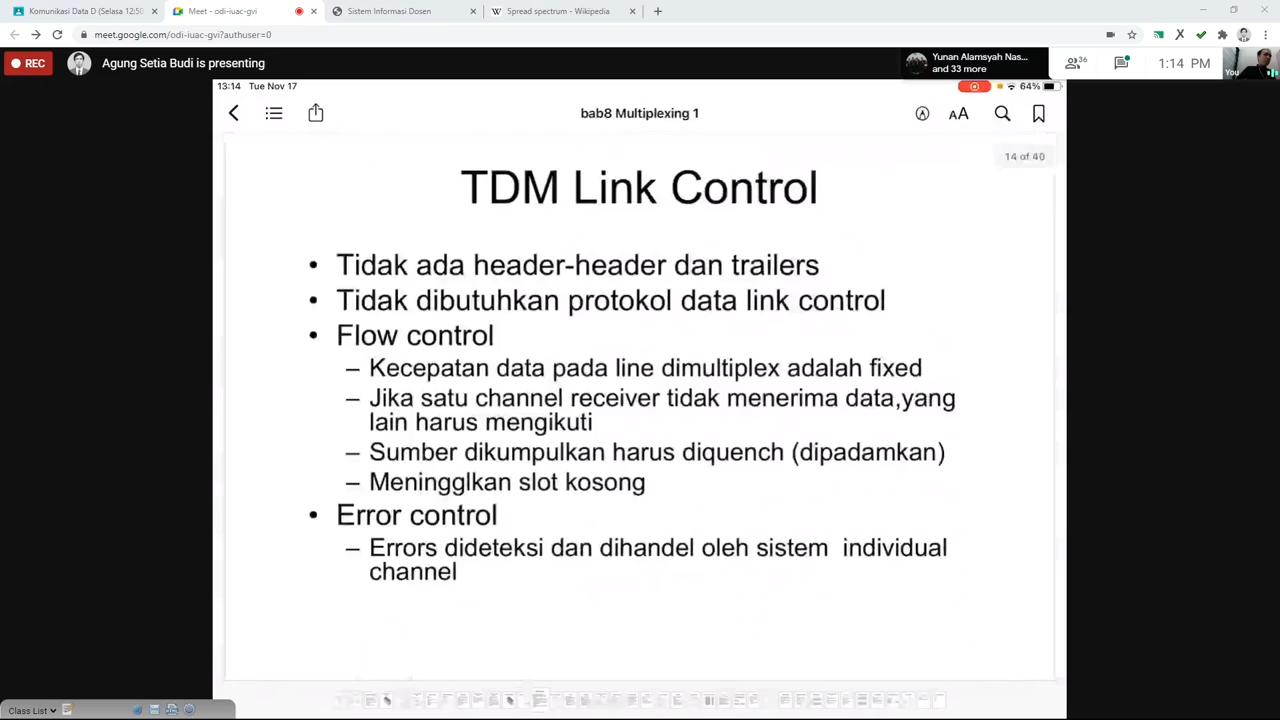 Komunikasi Data D (Selasa 12:50
Meet - odi-iuac-gvi
Sistem Informasi Dosen
Spread spectrum - Wikipedia
meet.google.com/odi-iuac-gvi?authuser=0
REC
Agung Setia Budi is presenting
Yunan Alamsyah Nas...
and 33 more
36
1:14 PM
You
13:14 Tue Nov 17
64%
bab8 Multiplexing 1
AA
14 of 40
TDM Link Control
• Tidak ada header-header dan trailers
• Tidak dibutuhkan protokol data link control
• Flow control
– Kecepatan data pada line dimultiplex adalah fixed
– Jika satu channel receiver tidak menerima data,yang
lain harus mengikuti
– Sumber dikumpulkan harus diquench (dipadamkan)
– Meningglkan slot kosong
• Error control
– Errors dideteksi dan dihandel oleh sistem individual
channel
Class List